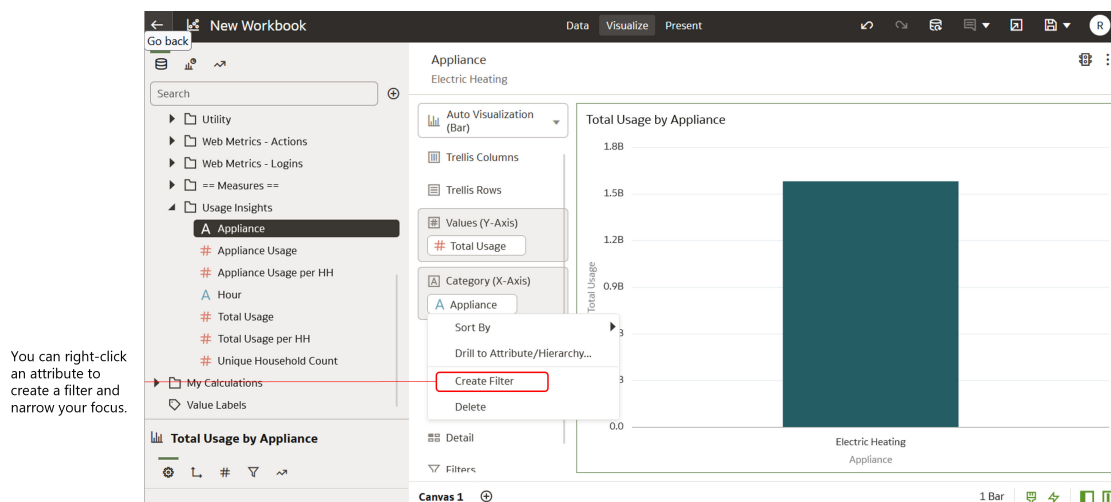 New Workbook
Data Visualize Present
R
Go back
Search
Utility
Web Metrics - Actions
Web Metrics - Logins
== Measures ==
Usage Insights
A Appliance
# Appliance Usage
# Appliance Usage per HH
A Hour
# Total Usage
# Total Usage per HH
# Unique Household Count
My Calculations
Value Labels
You can right-click
an attribute to
create a filter and
narrow your focus.
Total Usage by Appliance
#
Appliance
Electric Heating
Auto Visualization
(Bar)
Trellis Columns
Trellis Rows
# Values (Y-Axis)
# Total Usage
A Category (X-Axis)
A Appliance
Sort By
Drill to Attribute/Hierarchy...
Create Filter
Delete
Detail
Filters
Total Usage by Appliance
1.8B
1.5B
1.2B
0.9B
0.0
Total Usage
Electric Heating
Appliance
Canvas 1
1 Bar